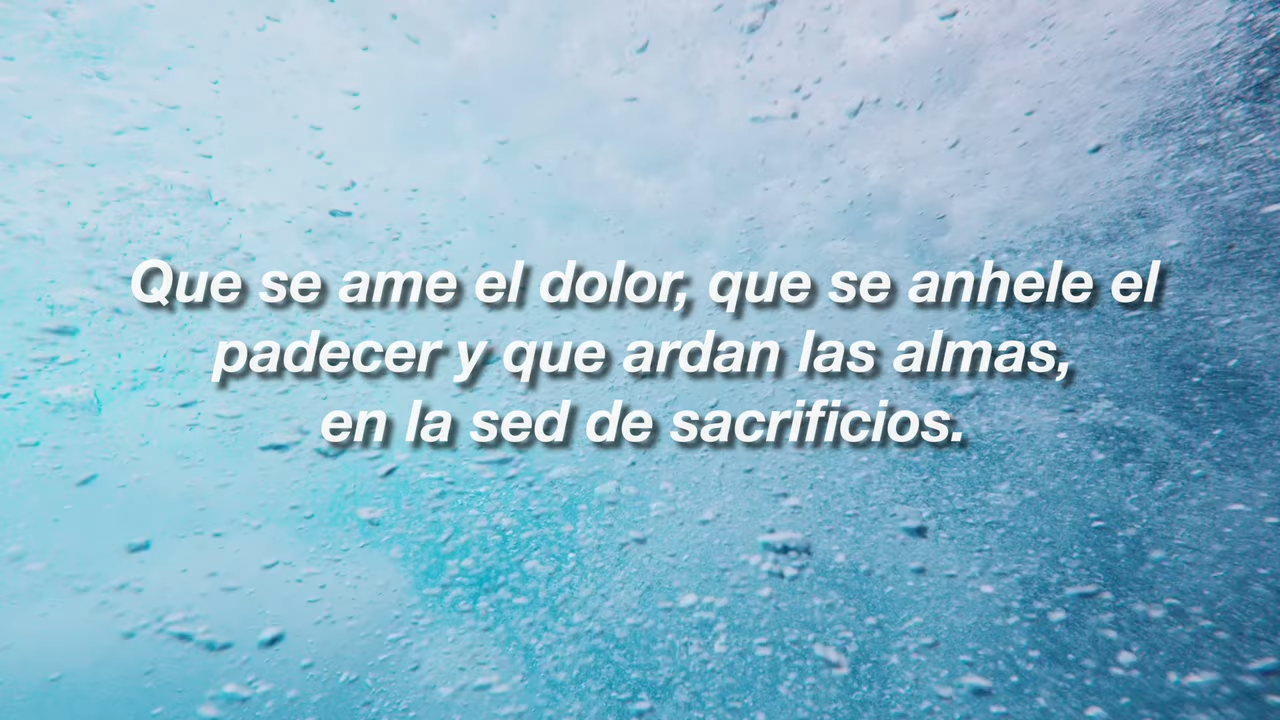 Que se ame el dolor, que se anhele el
padecer y que ardan las almas,
en la sed de sacrificios.